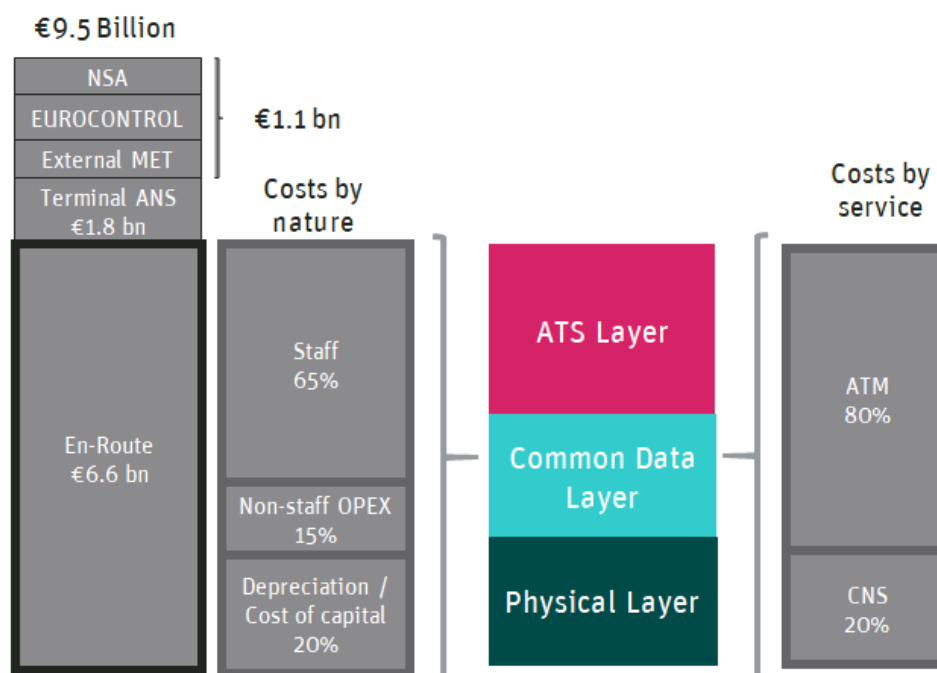 €9.5 Billion
NSA
EUROCONTROL
External MET
€1.1 bn
Terminal ANS
€1.8 bn
En-Route
€6.6 bn
Costs by
nature
Staff
65%
Non-staff OPEX
15%
Depreciation /
Cost of capital
20%
ATS Layer
Common Data
Layer
Physical Layer
Costs by
service
ATM
80%
CNS
20%